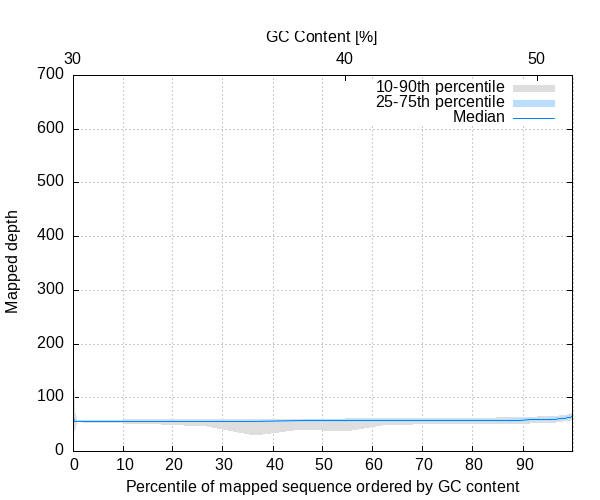 GC Content [%]
30 40 50
700
600
500
400
300
200
100
0
10-90th percentile
25-75th percentile
Median
Mapped depth
0 10 20 30 40 50 60 70 80 90
Percentile of mapped sequence ordered by GC content